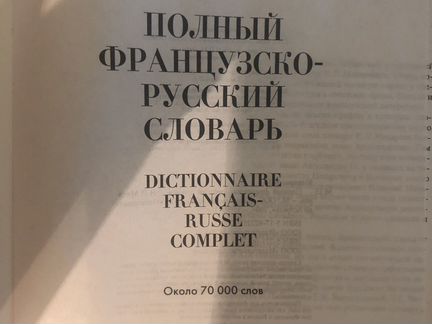 ПОЛНЫЙ
ФРАНЦУЗСКО-
РУССКИЙ
СЛОВАРЬ
DICTIONNAIRE
FRANÇAIS-
RUSSE
COMPLET
Около 70 000 слов